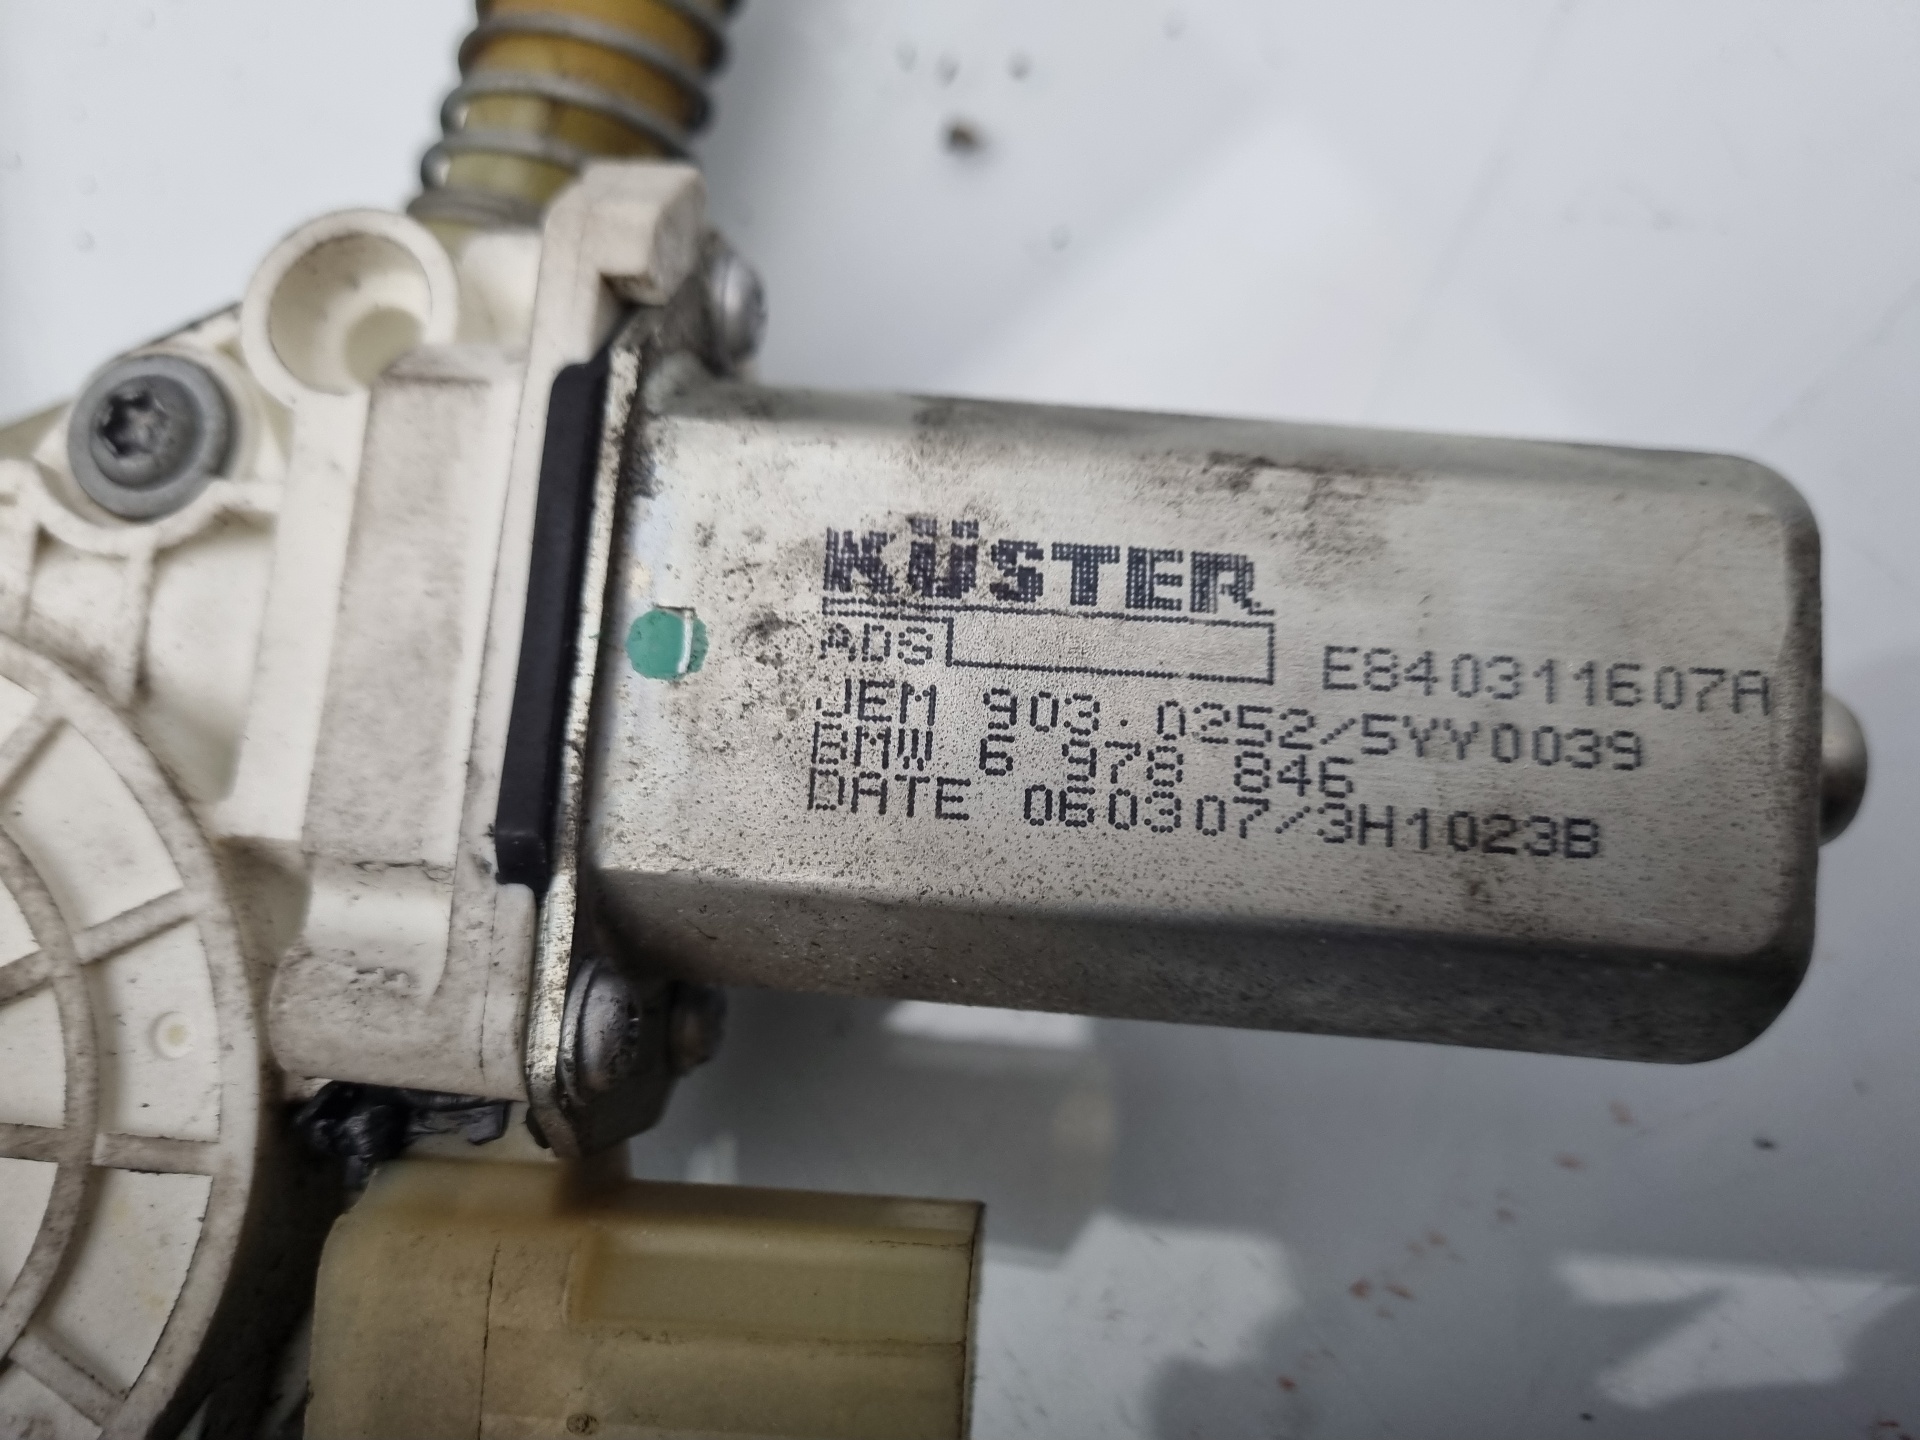 KÜSTER
ADS E840311607A
JEM 903.0252/5YY0039
BMW 6 978 846
DATE 060307/3H1023B